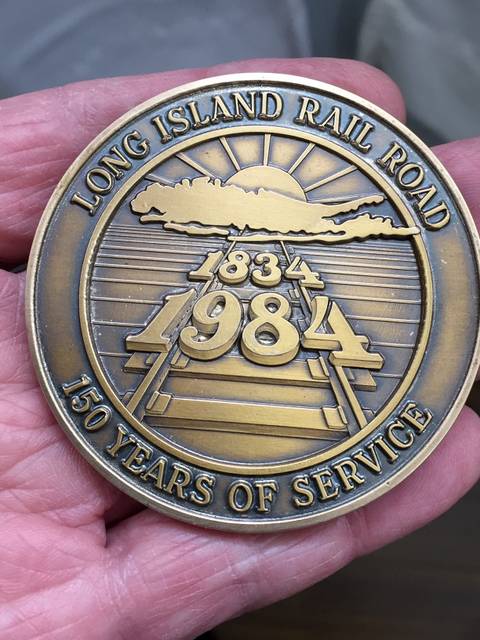 LONG ISLAND RAIL ROAD
1834
1984
150 YEARS OF SERVICE